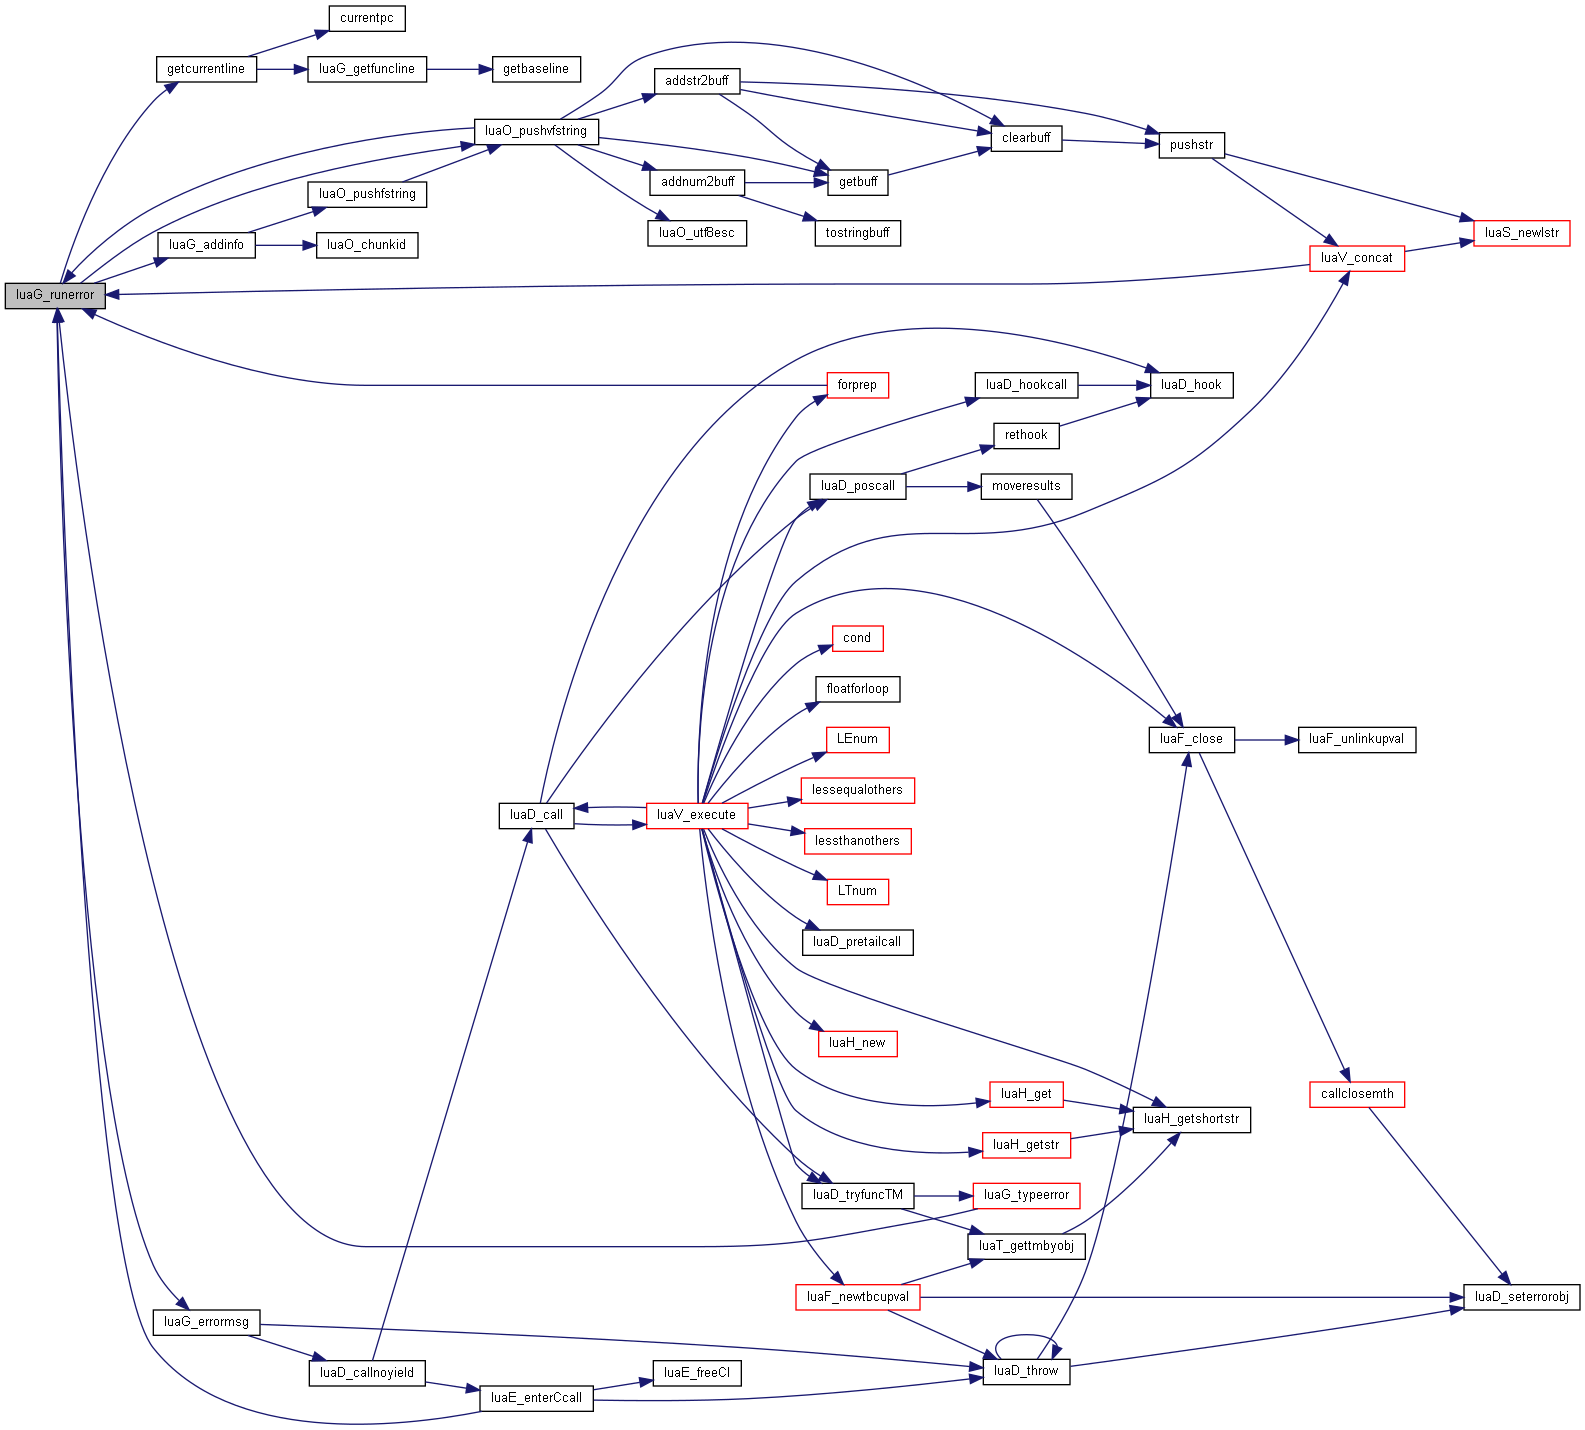 currentpc
getcurrentline
luaG_getfuncline
getbaseline
addstr2buff
luaO_pushvfstring
clearbuff
pushstr
addnum2buff
getbuff
luaO_pushfstring
luaO_utf8esc
tostringbuff
luaS_newlstr
luaG_addinfo
luaO_chunkid
luaV_concat
luaG_runerror
forprep
luaD_hookcall
luaD_hook
rethook
luaD_poscall
moveresults
cond
floatforloop
LEnum
luaF_close
luaF_unlinkupval
lessequalothers
luaD_call
luaV_execute
lessthanothers
LTnum
luaD_pretailcall
luaH_new
luaH_get
callclosemth
luaH_getshortstr
luaH_getstr
luaD_tryfuncTM
luaG_typeerror
luaT_gettmbyobj
luaF_newtbcupval
luaD_seterrorobj
luaG_errormsg
luaD_callnoyield
luaE_freeCI
luaD_throw
luaE_enterCcall